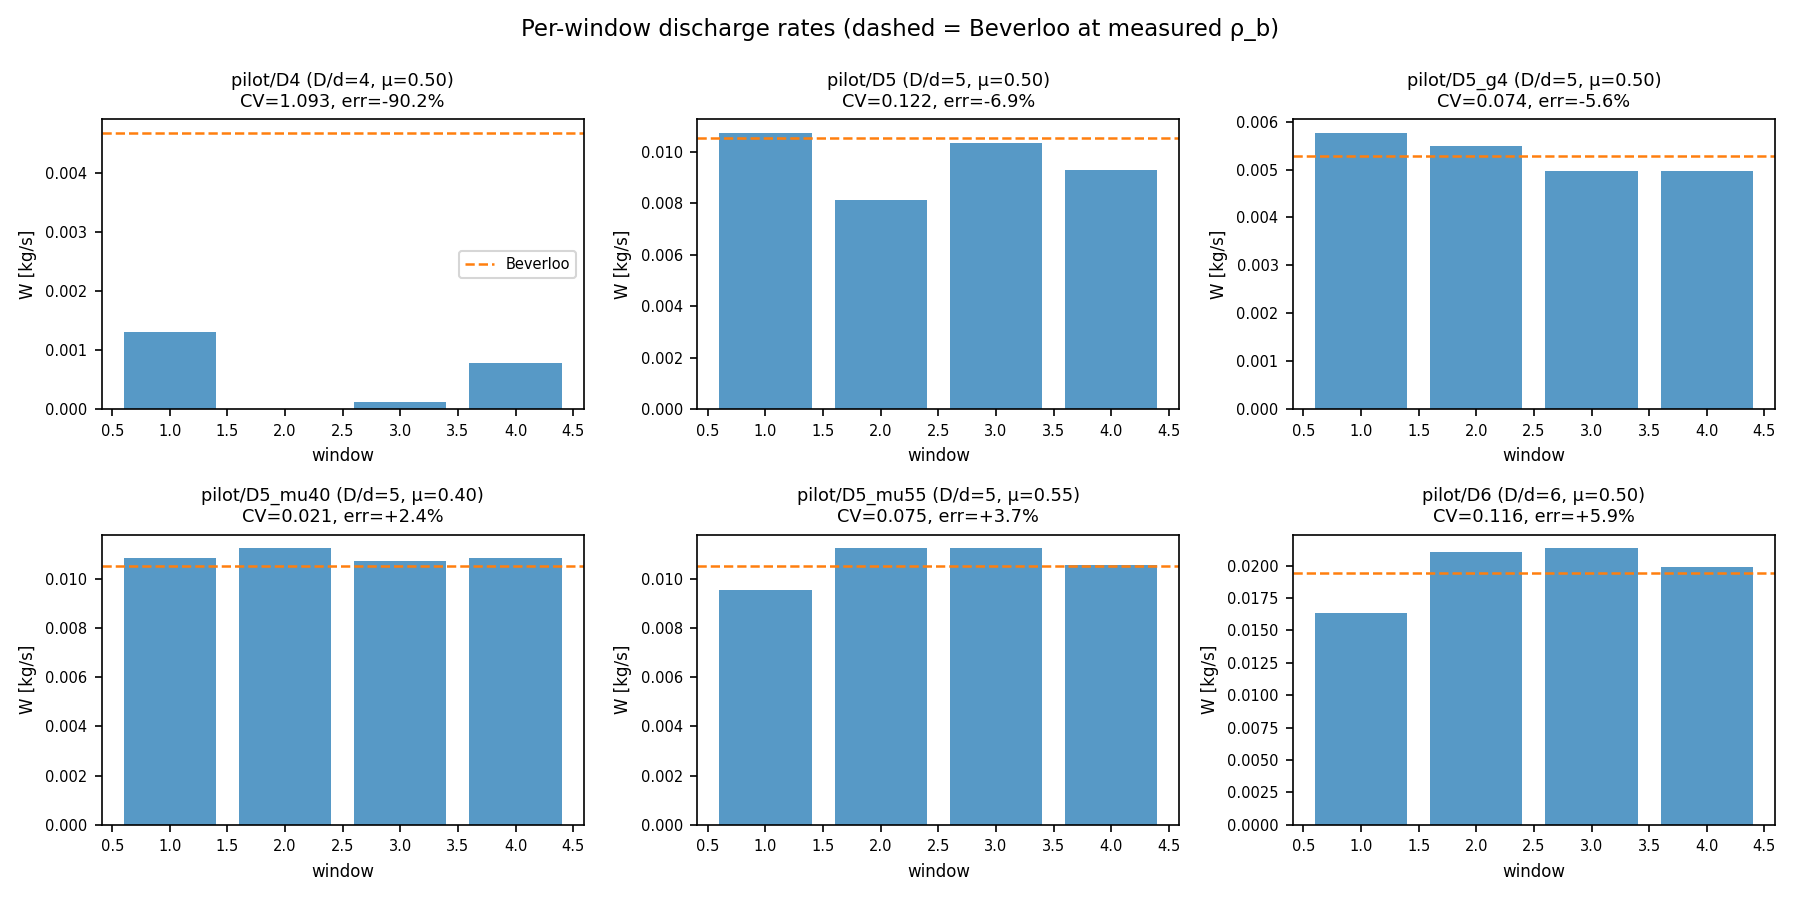 Per-window discharge rates (dashed = Beverloo at measured ρ_b)
pilot/D4 (D/d=4, μ=0.50)
CV=1.093, err=-90.2%
W [kg/s]
0.004
0.003
0.002
0.001
0.000
Beverloo
0.5 1.0 1.5 2.0 2.5 3.0 3.5 4.0 4.5
window
pilot/D5 (D/d=5, μ=0.50)
CV=0.122, err=-6.9%
W [kg/s]
0.010
0.008
0.006
0.004
0.002
0.000
0.5 1.0 1.5 2.0 2.5 3.0 3.5 4.0 4.5
window
pilot/D5_g4 (D/d=5, μ=0.50)
CV=0.074, err=-5.6%
W [kg/s]
0.006
0.005
0.004
0.003
0.002
0.001
0.000
0.5 1.0 1.5 2.0 2.5 3.0 3.5 4.0 4.5
window
pilot/D5_mu40 (D/d=5, μ=0.40)
CV=0.021, err=+2.4%
W [kg/s]
0.010
0.008
0.006
0.004
0.002
0.000
0.5 1.0 1.5 2.0 2.5 3.0 3.5 4.0 4.5
window
pilot/D5_mu55 (D/d=5, μ=0.55)
CV=0.075, err=+3.7%
W [kg/s]
0.010
0.008
0.006
0.004
0.002
0.000
0.5 1.0 1.5 2.0 2.5 3.0 3.5 4.0 4.5
window
pilot/D6 (D/d=6, μ=0.50)
CV=0.116, err=+5.9%
W [kg/s]
0.0200
0.0175
0.0150
0.0125
0.0100
0.0075
0.0050
0.0025
0.0000
0.5 1.0 1.5 2.0 2.5 3.0 3.5 4.0 4.5
window